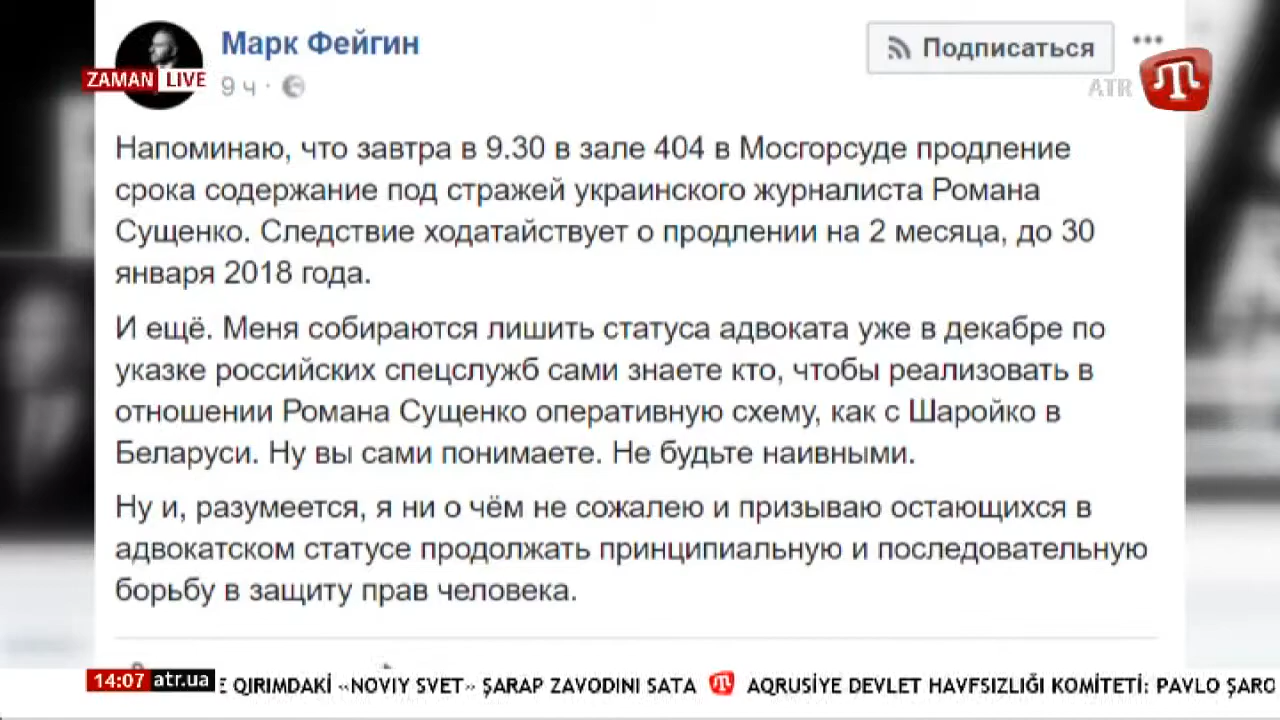 Марк Фейгин
Подписаться
ZAMAN LIVE
9 ч ·
ATR
Напоминаю, что завтра в 9.30 в зале 404 в Мосгорсуде продление
срока содержание под стражей украинского журналиста Романа
Сущенко. Следствие ходатайствует о продлении на 2 месяца, до 30
января 2018 года.
И ещё. Меня собираются лишить статуса адвоката уже в декабре по
указке российских спецслужб сами знаете кто, чтобы реализовать в
отношении Романа Сущенко оперативную схему, как с Шаройко в
Беларуси. Ну вы сами понимаете. Не будьте наивными.
Ну и, разумеется, я ни о чём не сожалею и призываю остающихся в
адвокатском статусе продолжать принципиальную и последовательную
борьбу в защиту прав человека.
14:07 atr.ua E QIRIMDAKİ «NOVIY SVET» ŞARAP ZAVODINI SATA AQRUSİYE DEVLET HAVFSIZLIĞI KOMİTETİ: PAVLO ŞARO